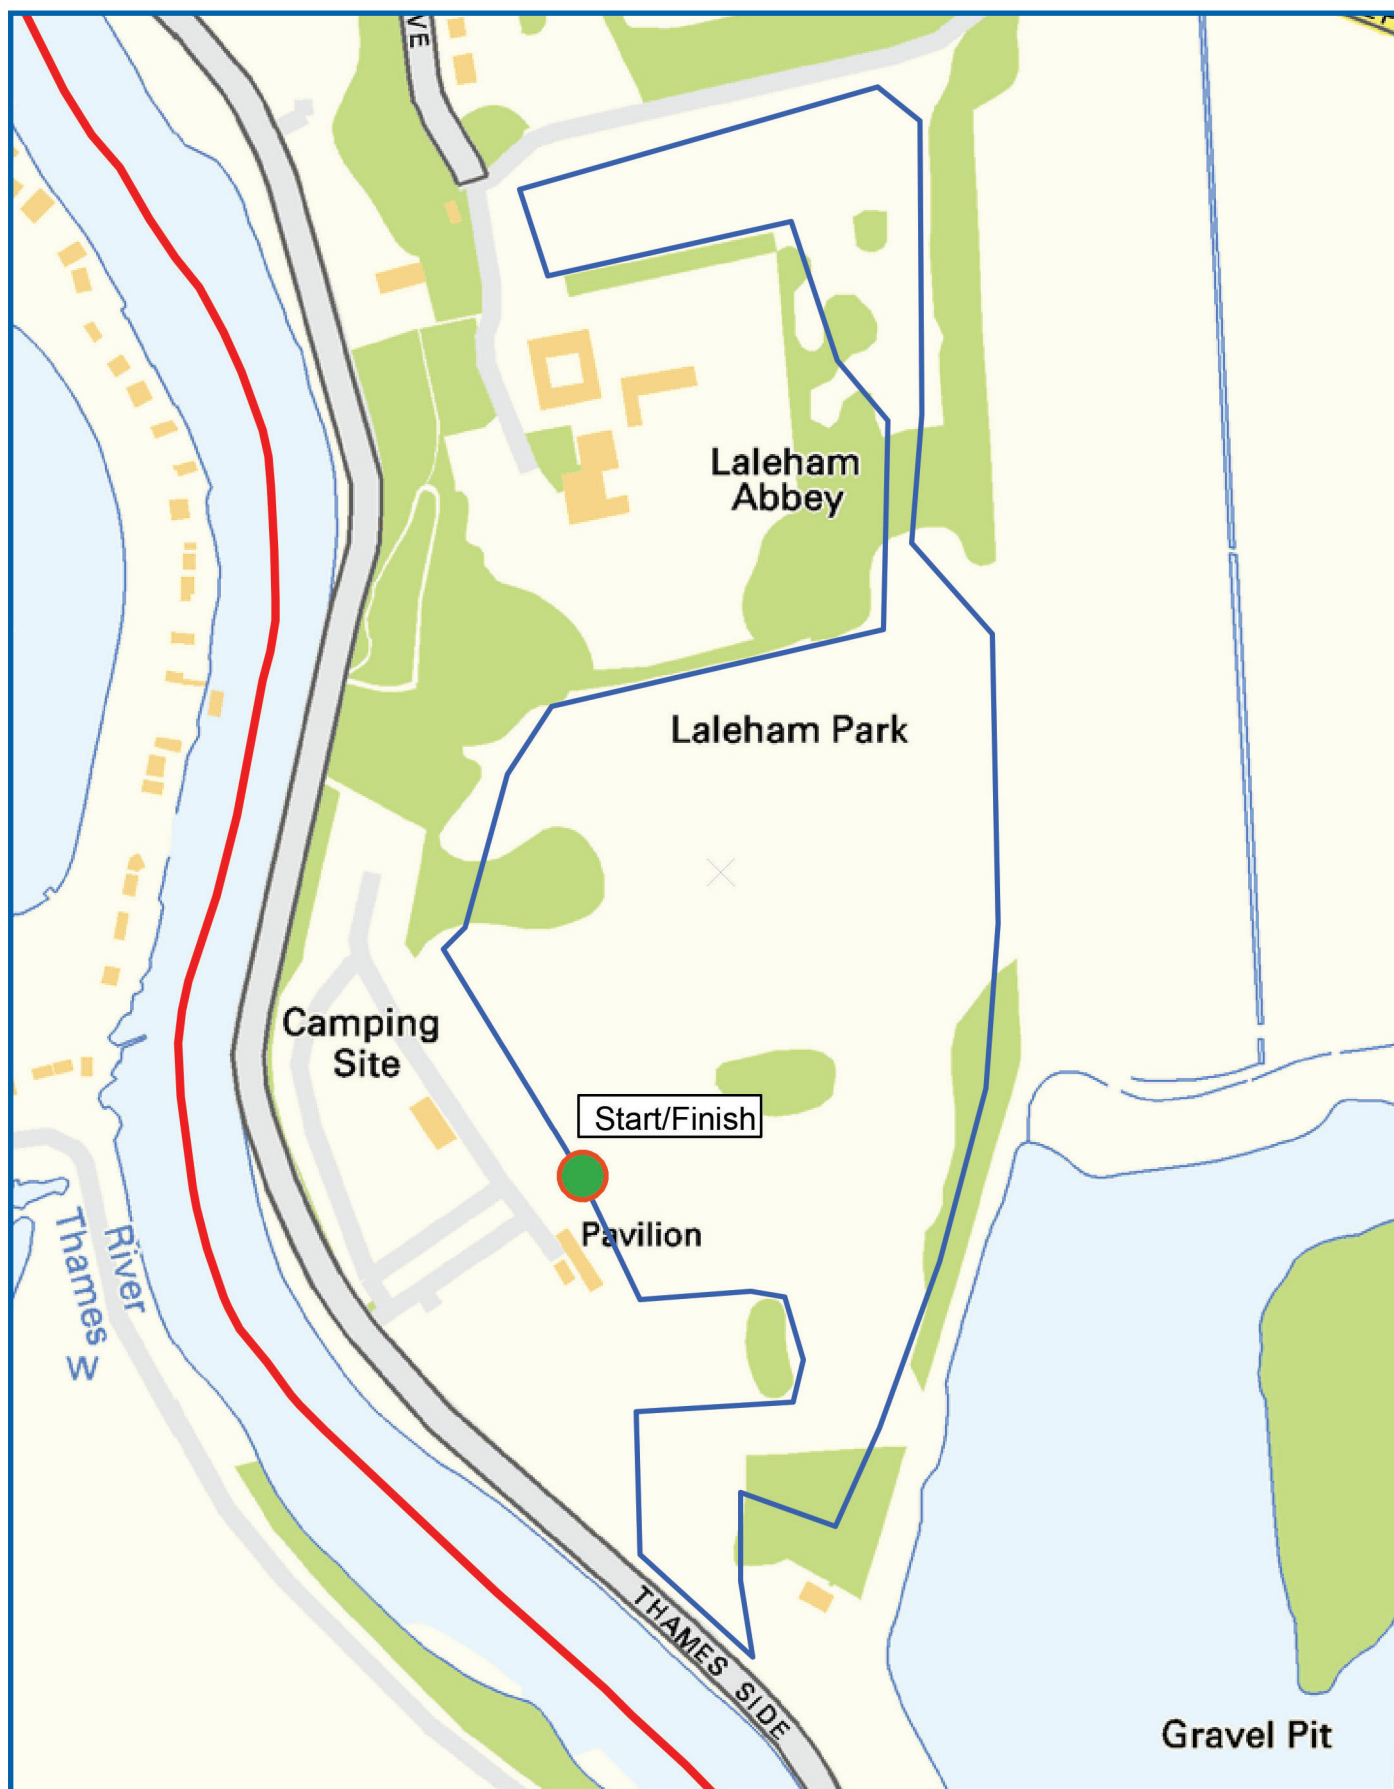 VE
Laleham
Abbey
Laleham Park
Camping
Site
Start/Finish
Pavilion
River
Thames
W
THAMES SIDE
Gravel Pit